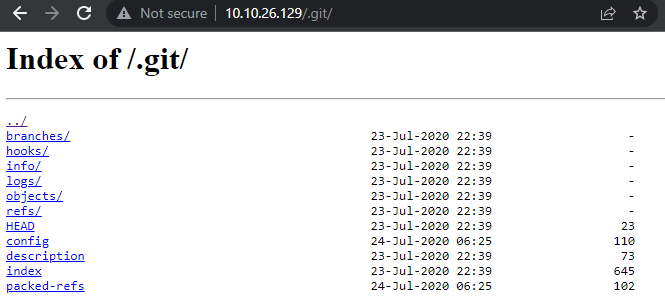 Not secure | 10.10.26.129/.git/
Index of /.git/
../
branches/ 23-Jul-2020 22:39 -
hooks/ 23-Jul-2020 22:39 -
info/ 23-Jul-2020 22:39 -
logs/ 23-Jul-2020 22:39 -
objects/ 23-Jul-2020 22:39 -
refs/ 23-Jul-2020 22:39 -
HEAD 23-Jul-2020 22:39 23
config 24-Jul-2020 06:25 110
description 23-Jul-2020 22:39 73
index 23-Jul-2020 22:39 645
packed-refs 24-Jul-2020 06:25 102